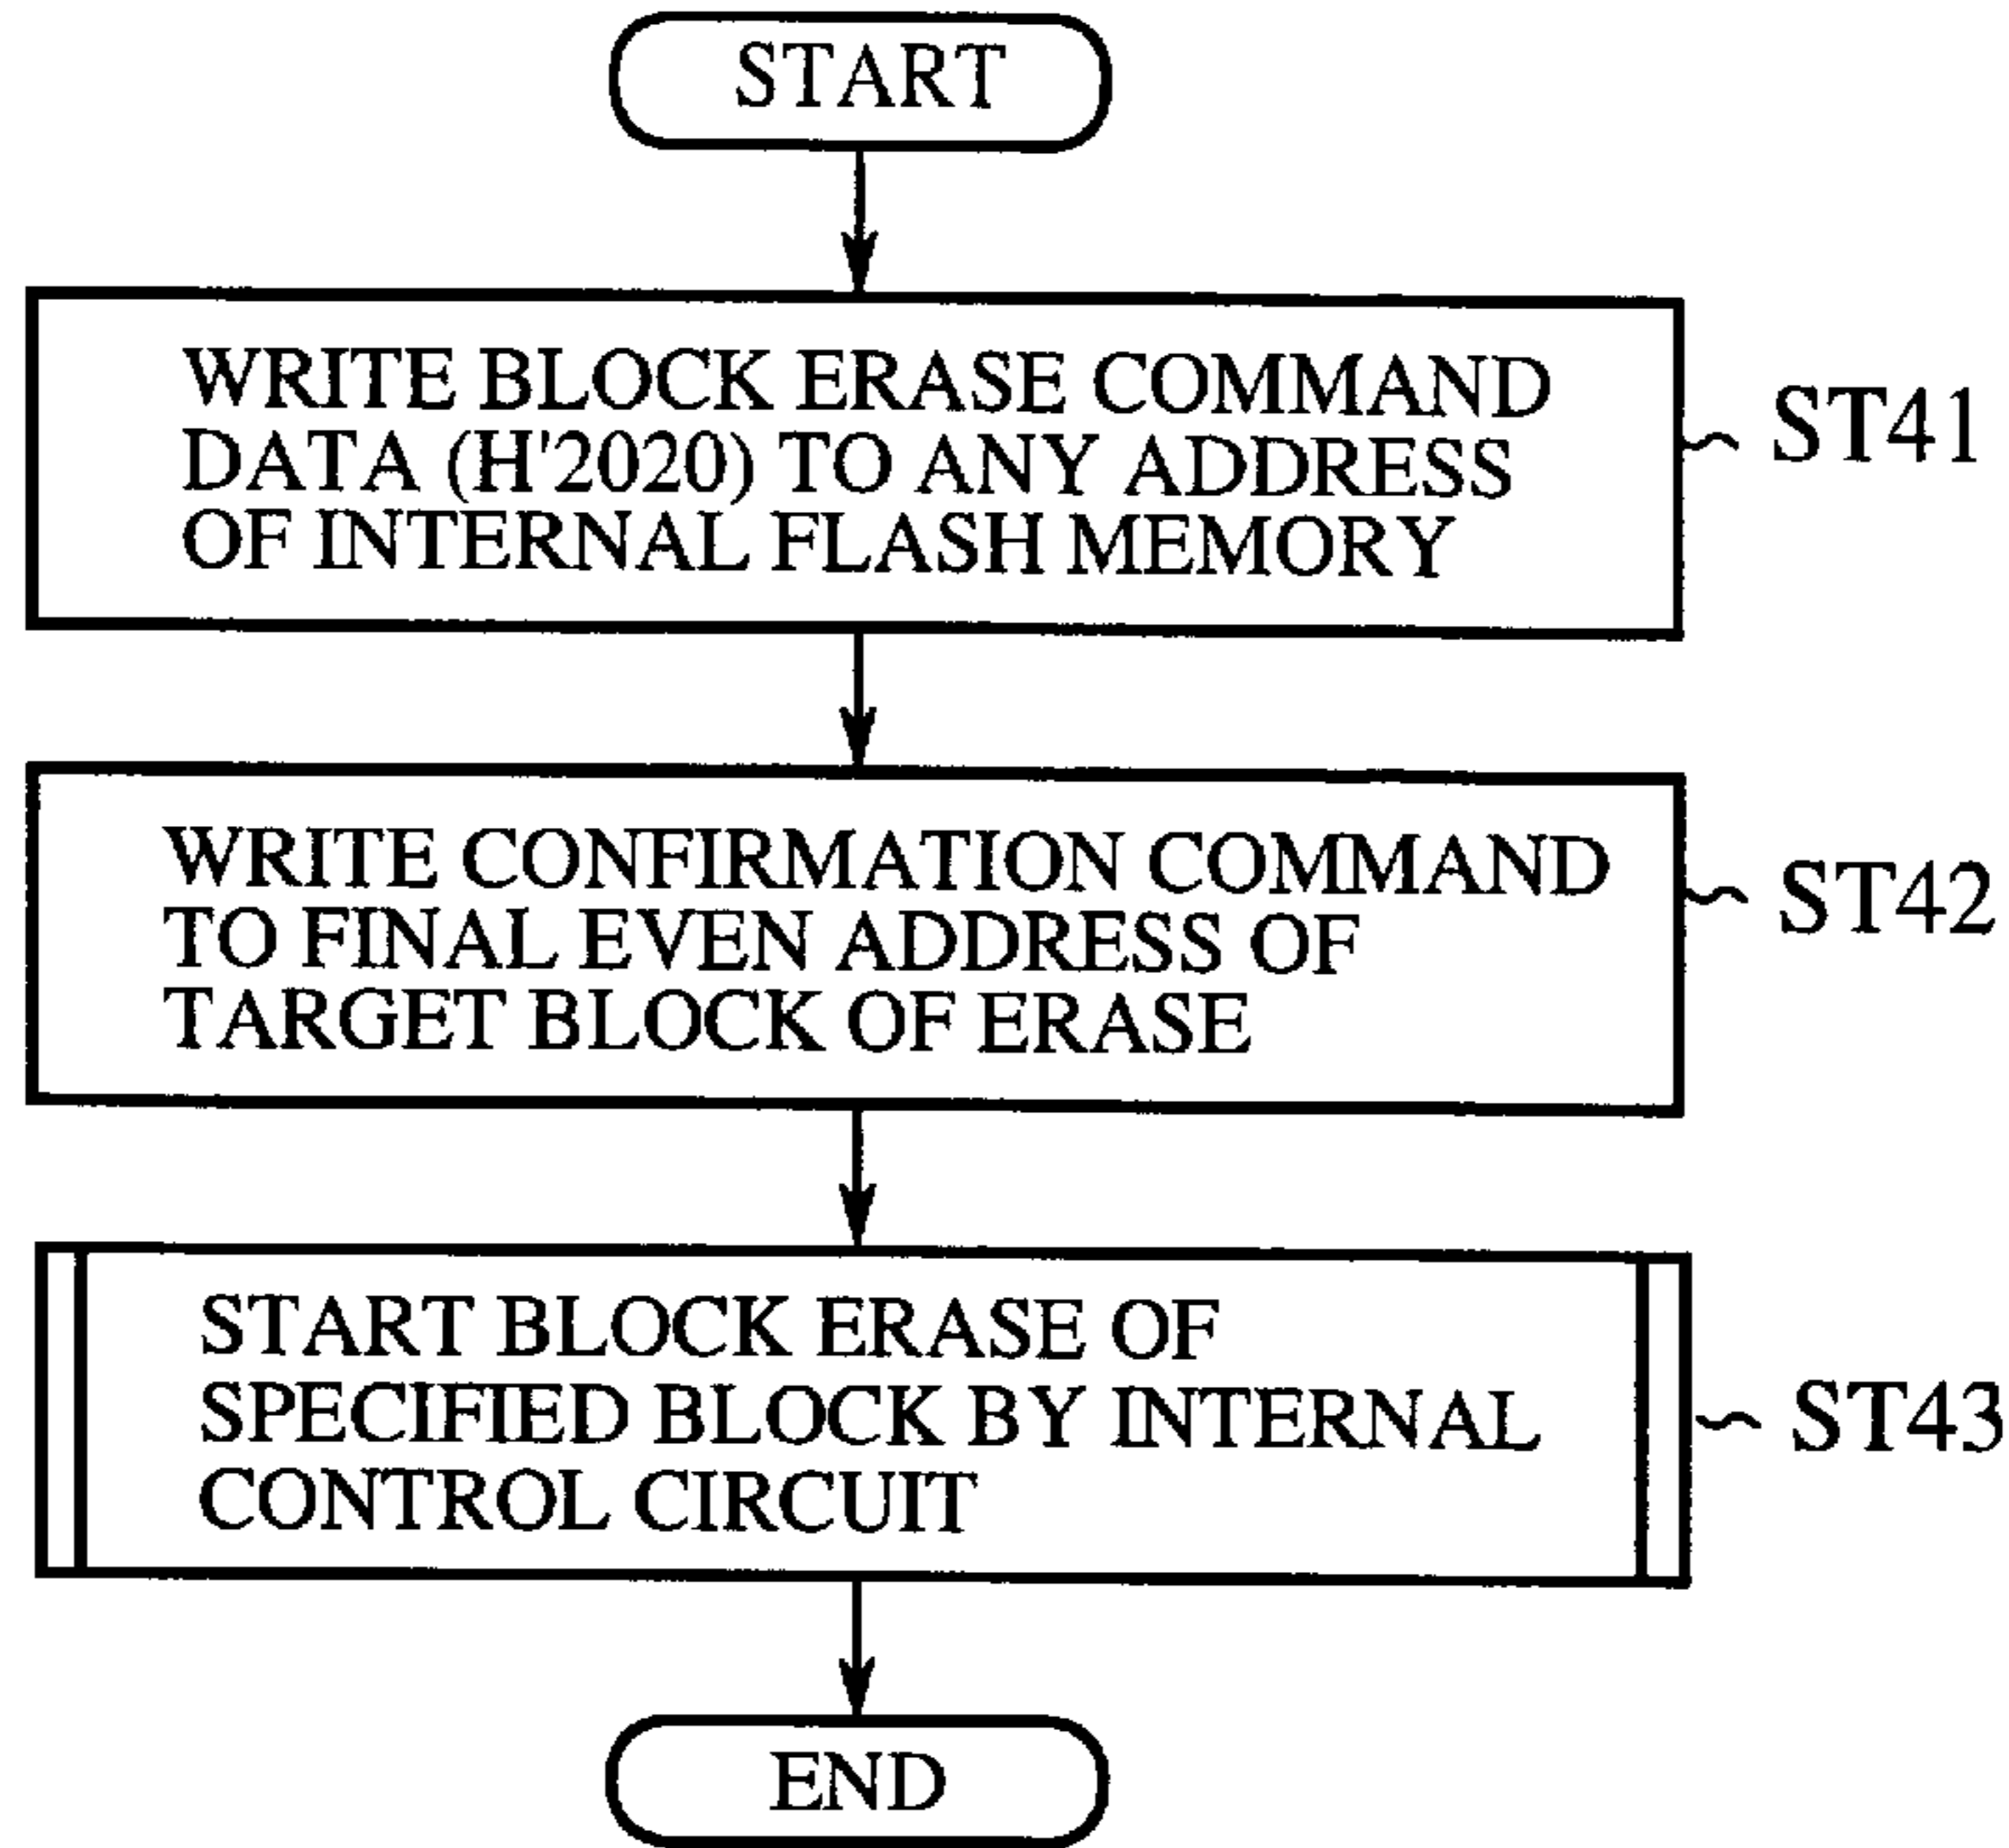 START
WRITE BLOCK ERASE COMMAND
DATA (H'2020) TO ANY ADDRESS
OF INTERNAL FLASH MEMORY
ST41
WRITE CONFIRMATION COMMAND
TO FINAL EVEN ADDRESS OF
TARGET BLOCK OF ERASE
ST42
START BLOCK ERASE OF
SPECIFIED BLOCK BY INTERNAL
CONTROL CIRCUIT
ST43
END